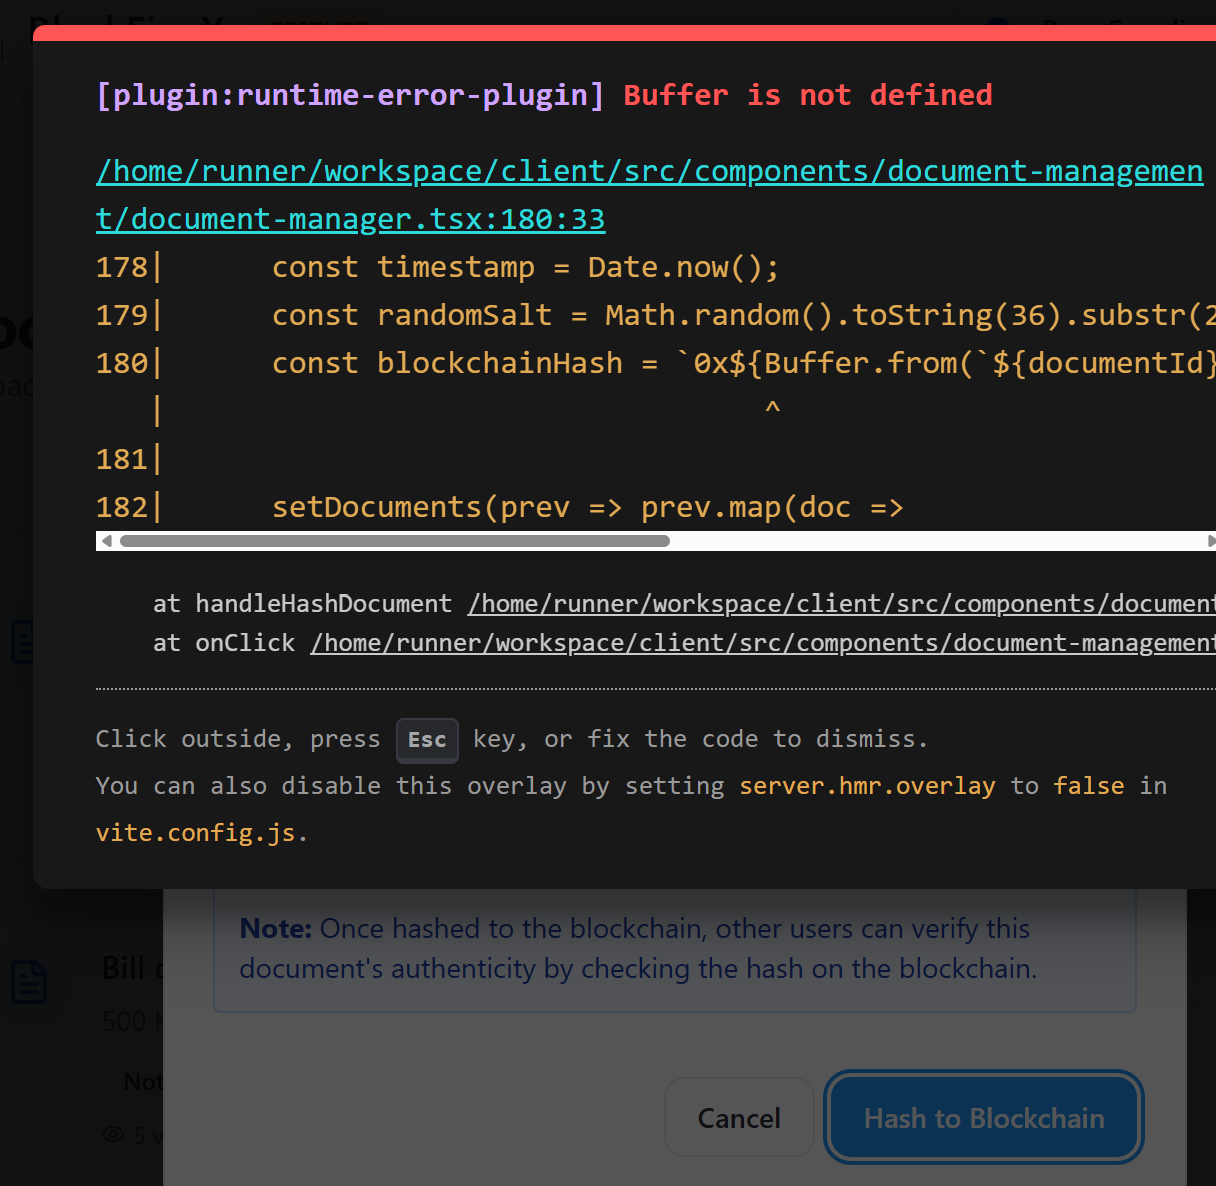 [plugin:runtime-error-plugin] Buffer is not defined
/home/runner/workspace/client/src/components/document-managemen
t/document-manager.tsx:180:33
178|      const timestamp = Date.now();
179|      const randomSalt = Math.random().toString(36).substr(2
180|      const blockchainHash = `0x${Buffer.from(`${documentId}
|                                  ^
181|
182|      setDocuments(prev => prev.map(doc =>
at handleHashDocument /home/runner/workspace/client/src/components/document
at onClick /home/runner/workspace/client/src/components/document-management
Click outside, press Esc key, or fix the code to dismiss.
You can also disable this overlay by setting server.hmr.overlay to false in
vite.config.js.
Note: Once hashed to the blockchain, other users can verify this
document's authenticity by checking the hash on the blockchain.
Bill
500
Not
5
Cancel
Hash to Blockchain